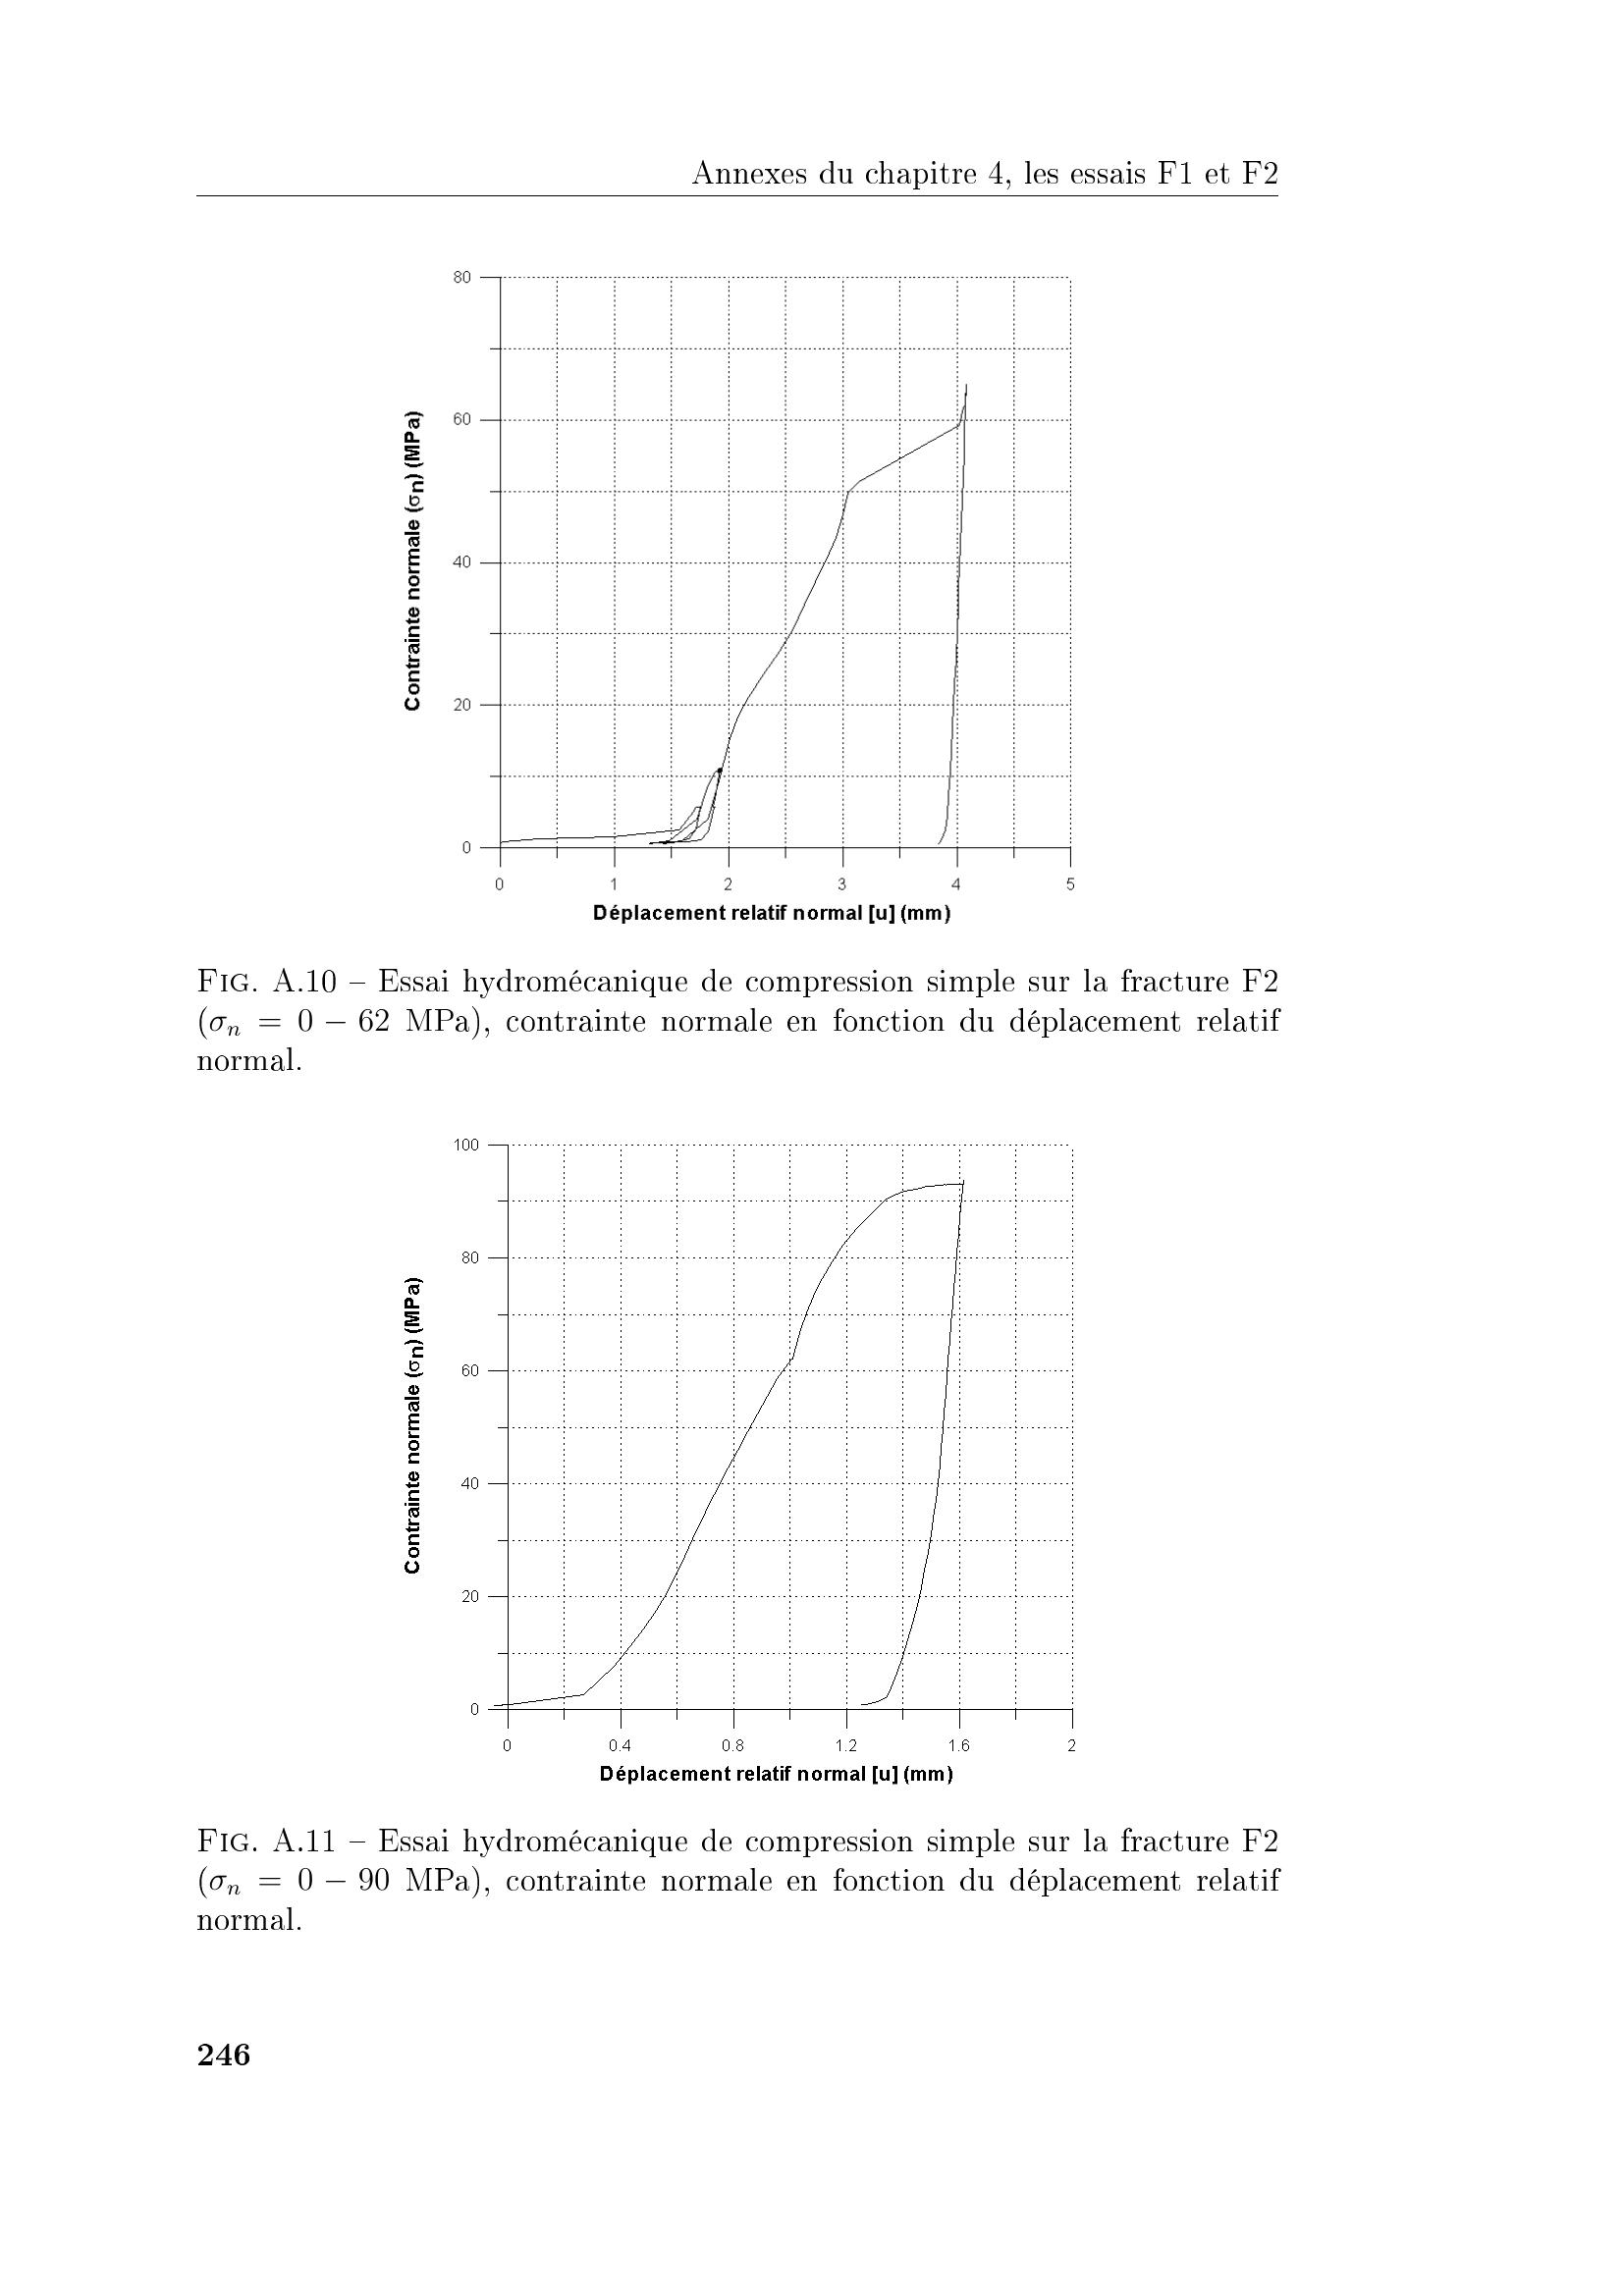 Annexes du chapitre 4, les essais F1 et F2
80
60
40
20
0
Contrainte normale (σn) (MPa)
0 1 2 3 4 5
Déplacement relatif normal [u] (mm)
FIG. A.10 – Essai hydromécanique de compression simple sur la fracture F2
(σn = 0 – 62 MPa), contrainte normale en fonction du déplacement relatif
normal.
100
80
60
40
20
0
Contrainte normale (σn) (MPa)
0 0.4 0.8 1.2 1.6 2
Déplacement relatif normal [u] (mm)
FIG. A.11 – Essai hydromécanique de compression simple sur la fracture F2
(σn = 0 – 90 MPa), contrainte normale en fonction du déplacement relatif
normal.
246